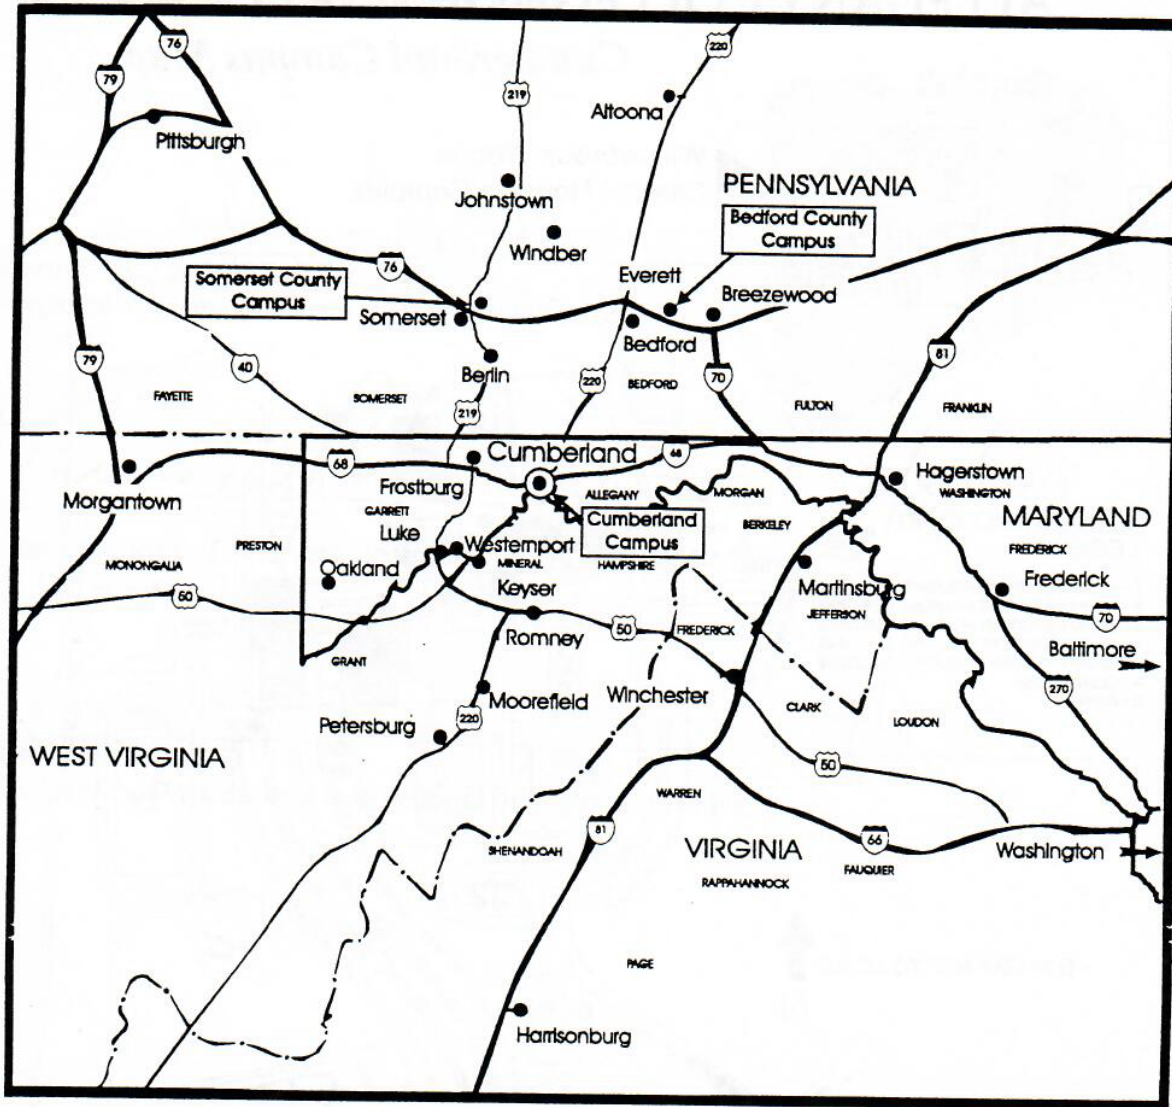 76
220
79
219
Altoona
Pittsburgh
Johnstown
PENNSYLVANIA
Bedford County
Campus
Windber
76
Somerset County
Campus
Everett
Breezewood
Somerset
Bedford
81
79
40
Berlin
220
BEDFORD
70
FAYETTE
SOMERSET
219
FULTON
FRANKLIN
Cumberland
68
68
Hagerstown
Frostburg
ALLEGANY
MORGAN
WASHINGTON
Morgantown
GARRETT
MARYLAND
Luke
Cumberland
Campus
BERKELEY
PRESTON
Westernport
FREDERICK
MONONGALIA
Oakland
MINERAL
HAMPSHIRE
Martinsburg
Frederick
Keyser
50
JEFFERSON
70
Romney
50
FREDERICK
Baltimore
GRANT
Moorefield
Winchester
270
CLARK
Petersburg
220
LOUDON
WEST VIRGINIA
50
WARREN
81
66
SHENANDOAH
VIRGINIA
Washington
FAUQUIER
RAPPAHANNOCK
PAGE
Harrisonburg